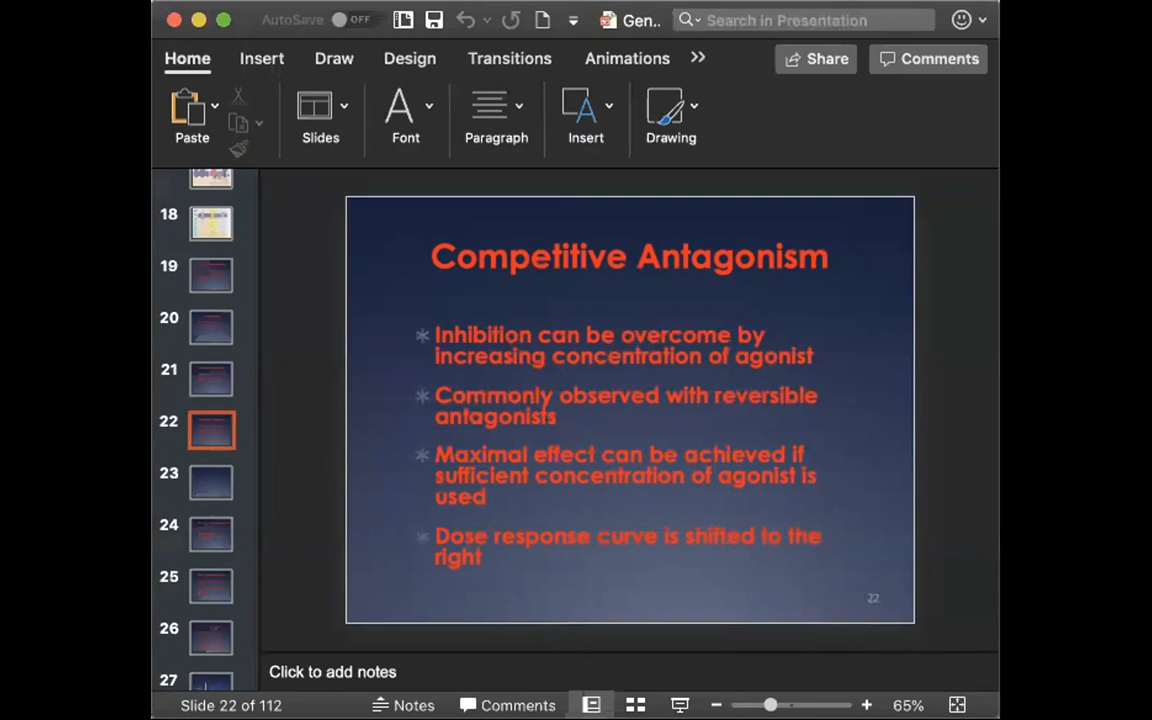 AutoSave OFF Gen.. Search in Presentation
Home Insert Draw Design Transitions Animations Share Comments
Paste Slides Font Paragraph Insert Drawing
18
19
20
21
22
23
24
25
26
27
Competitive Antagonism
Inhibition can be overcome by
increasing concentration of agonist
Commonly observed with reversible
antagonists
Maximal effect can be achieved if
sufficient concentration of agonist is
used
Dose response curve is shifted to the
right
22
Click to add notes
Slide 22 of 112 Notes Comments 65%